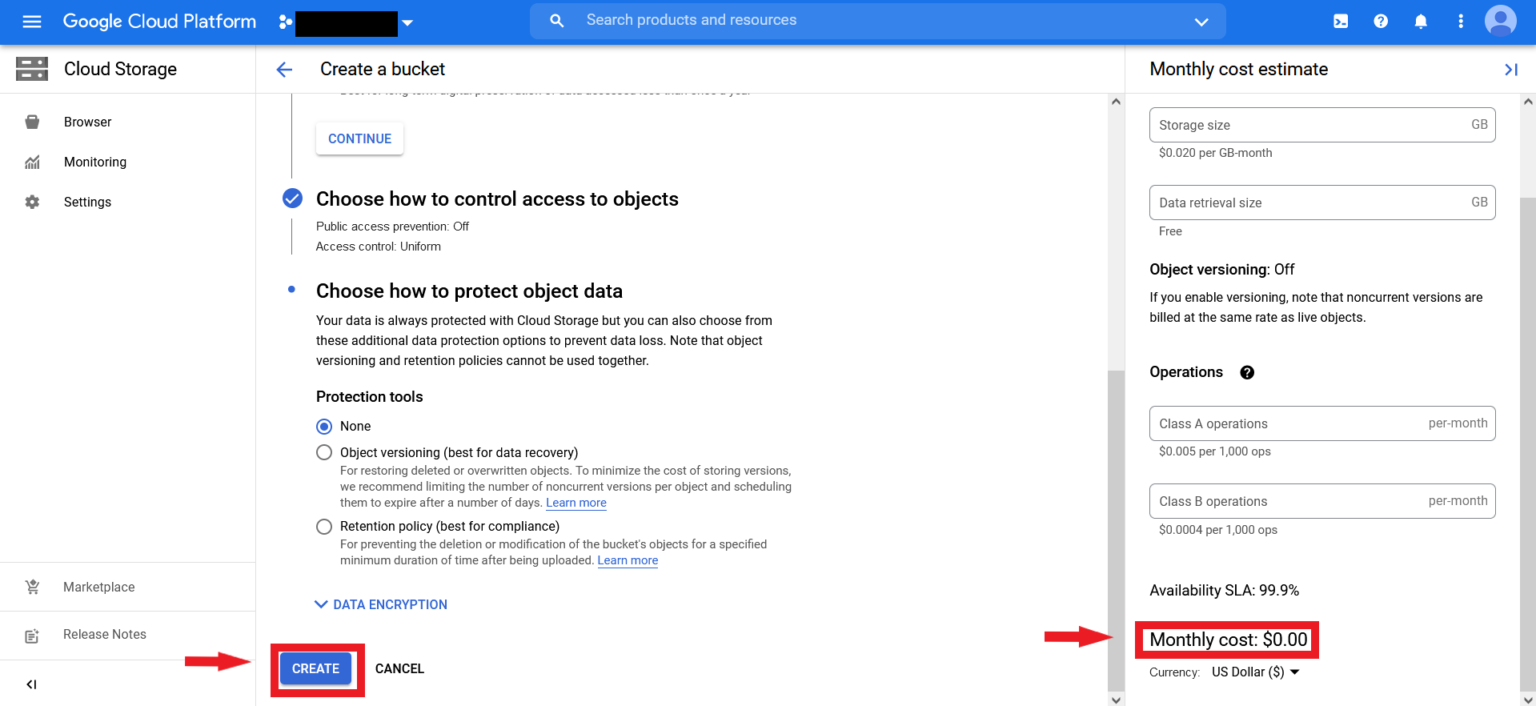 Google Cloud Platform
Search products and resources
Cloud Storage
Create a bucket
Monthly cost estimate
Browser
Monitoring
Settings
Marketplace
Release Notes
CONTINUE
Choose how to control access to objects
Public access prevention: Off
Access control: Uniform
Choose how to protect object data
Your data is always protected with Cloud Storage but you can also choose from
these additional data protection options to prevent data loss. Note that object
versioning and retention policies cannot be used together.
Protection tools
None
Object versioning (best for data recovery)
For restoring deleted or overwritten objects. To minimize the cost of storing versions,
we recommend limiting the number of noncurrent versions per object and scheduling
them to expire after a number of days. Learn more
Retention policy (best for compliance)
For preventing the deletion or modification of the bucket's objects for a specified
minimum duration of time after being uploaded. Learn more
DATA ENCRYPTION
CREATE CANCEL
Storage size GB
$0.020 per GB-month
Data retrieval size GB
Free
Object versioning: Off
If you enable versioning, note that noncurrent versions are
billed at the same rate as live objects.
Operations
Class A operations per-month
$0.005 per 1,000 ops
Class B operations per-month
$0.0004 per 1,000 ops
Availability SLA: 99.9%
Monthly cost: $0.00
Currency: US Dollar ($)